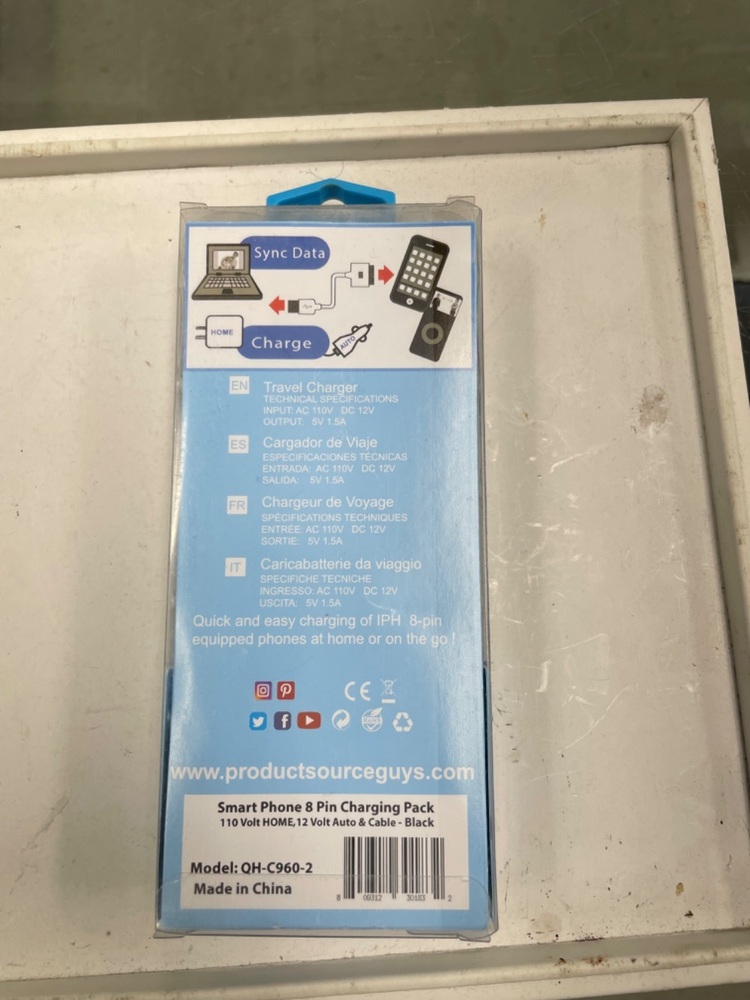 Sync Data
HOME
Charge
AUTO
EN
Travel Charger
TECHNICAL SPECIFICATIONS
INPUT: AC 110V DC 12V
OUTPUT: 5V 1.5A
ES
Cargador de Viaje
ESPECIFICACIONES TÉCNICAS
ENTRADA: AC 110V DC 12V
SALIDA: 5V 1.5A
FR
Chargeur de Voyage
SPÉCIFICATIONS TECHNIQUES
ENTRÉE: AC 110V DC 12V
SORTIE: 5V 1.5A
IT
Caricabatterie da viaggio
SPECIFICHE TECNICHE
INGRESSO: AC 110V DC 12V
USCITA: 5V 1.5A
Quick and easy charging of IPH 8-pin
equipped phones at home or on the go !
CE
RoHS
www.productsourceguys.com
Smart Phone 8 Pin Charging Pack
110 Volt HOME,12 Volt Auto & Cable - Black
Model: QH-C960-2
Made in China
8 09312 30183 2